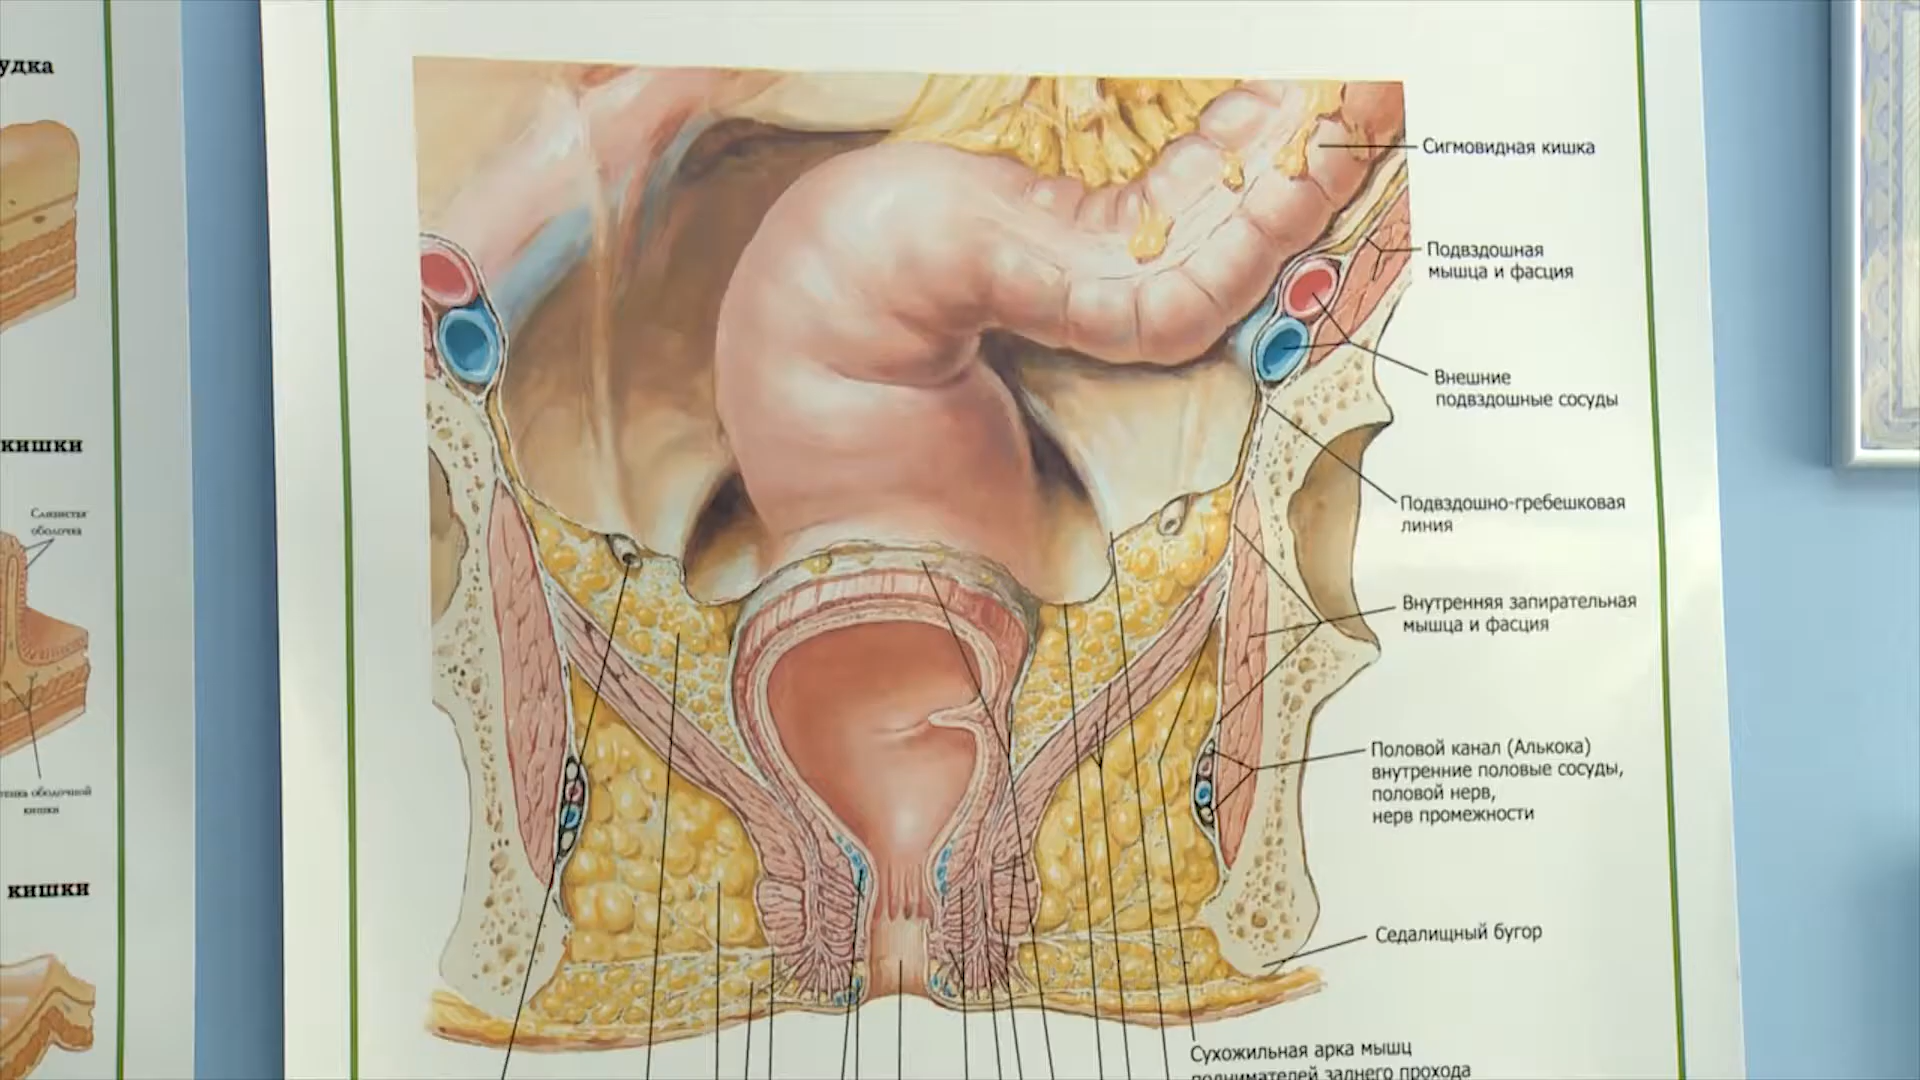 удка
кишки
Слизистая
оболочка
ободочной
кишки
кишки
Сигмовидная кишка
Подвздошная
мышца и фасция
Внешние
подвздошные сосуды
Подвздошно-гребешковая
линия
Внутренняя запирательная
мышца и фасция
Половой канал (Алькока)
внутренние половые сосуды,
половой нерв,
нерв промежности
Седалищный бугор
Сухожильная арка мышц
поднимателей заднего прохода